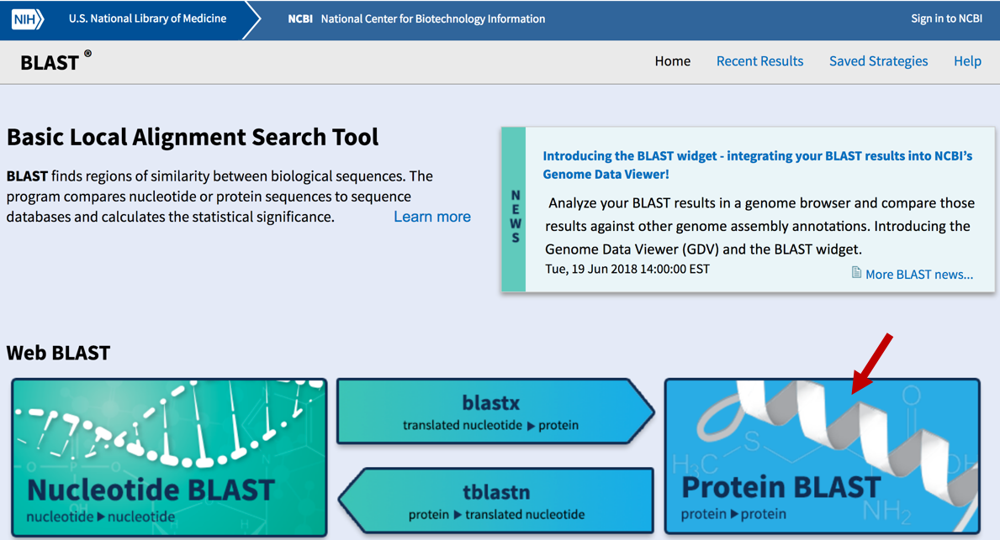 NIH U.S. National Library of Medicine NCBI National Center for Biotechnology Information Sign in to NCBI
BLAST ® Home Recent Results Saved Strategies Help
Basic Local Alignment Search Tool
BLAST finds regions of similarity between biological sequences. The
program compares nucleotide or protein sequences to sequence
databases and calculates the statistical significance. Learn more
NEWS
Introducing the BLAST widget - integrating your BLAST results into NCBI's
Genome Data Viewer!
Analyze your BLAST results in a genome browser and compare those
results against other genome assembly annotations. Introducing the
Genome Data Viewer (GDV) and the BLAST widget.
Tue, 19 Jun 2018 14:00:00 EST
More BLAST news...
Web BLAST
Nucleotide BLAST
nucleotide ▶ nucleotide
blastx
translated nucleotide ▶ protein
tblastn
protein ▶ translated nucleotide
O
S
H₃C
OH
Protein BLAST
protein ▶ protein
NH₂